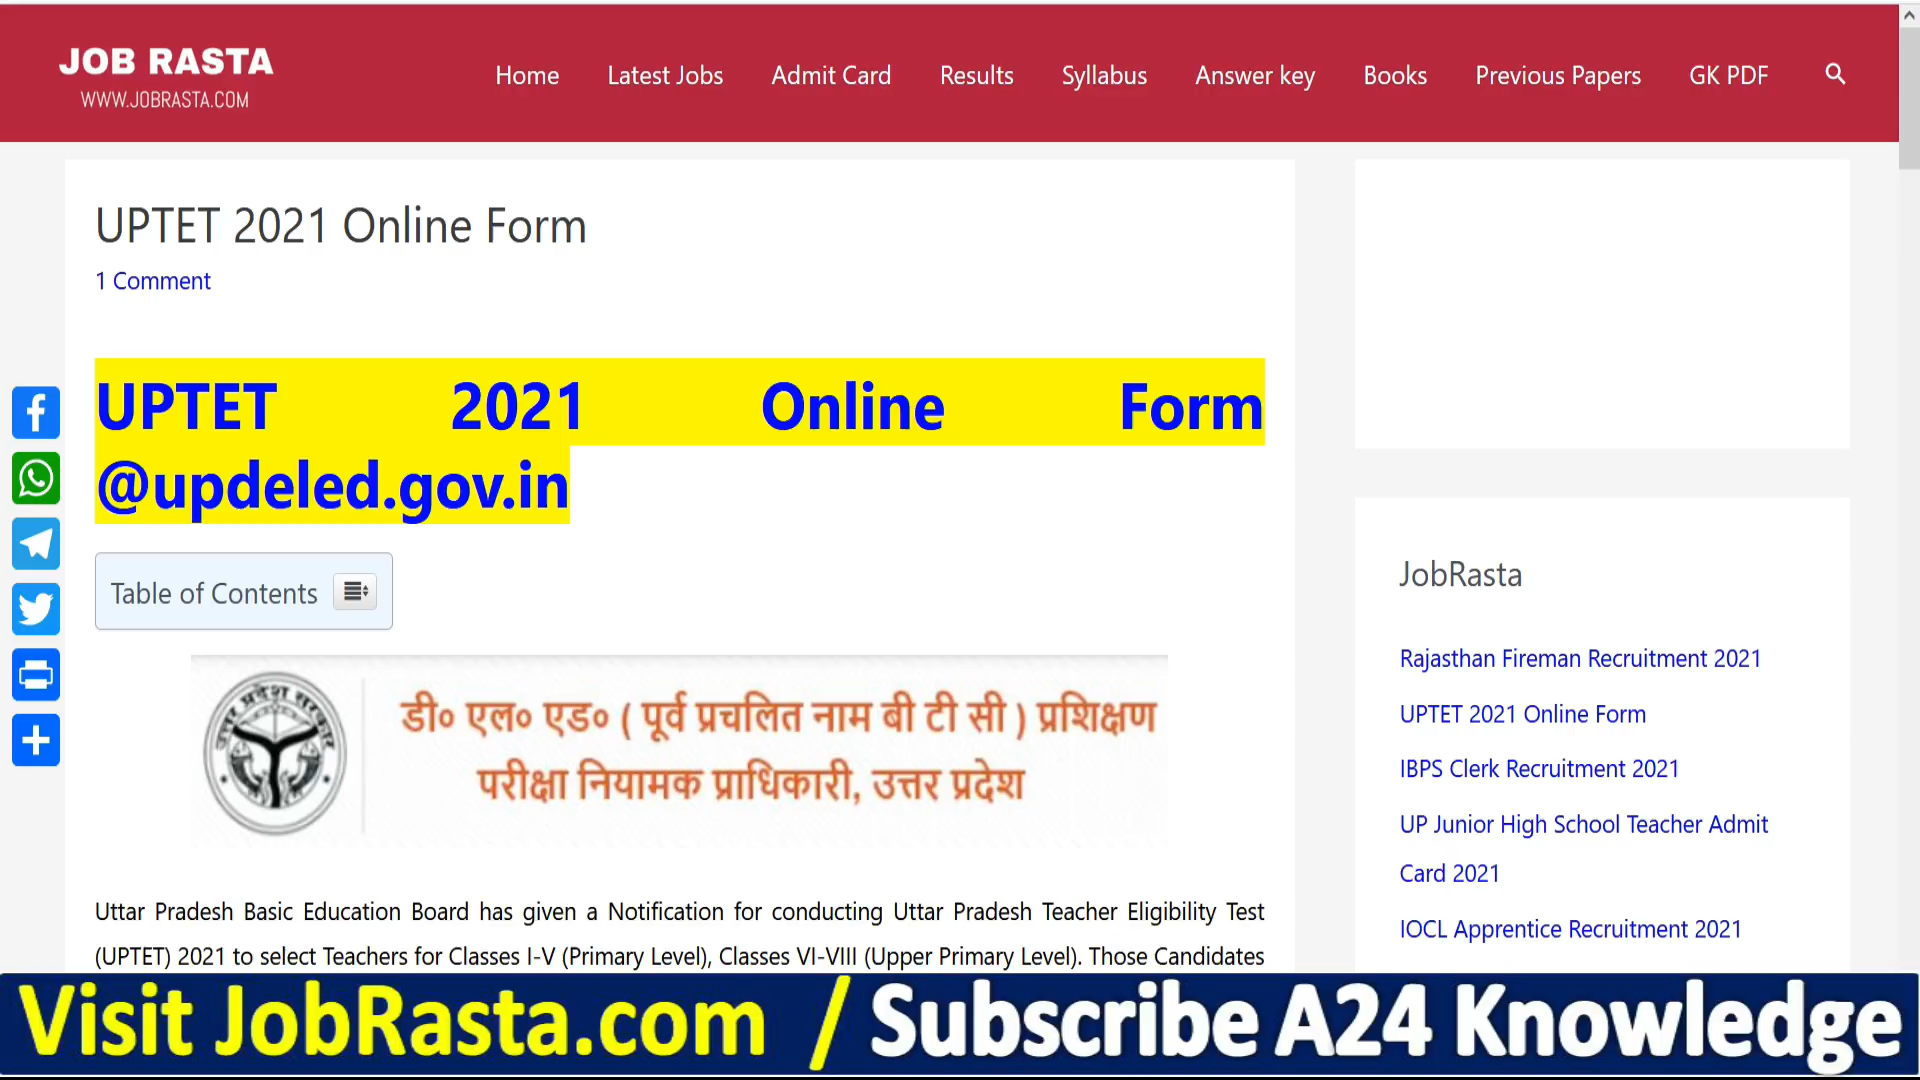 JOB RASTA
WWW.JOBRASTA.COM
Home Latest Jobs Admit Card Results Syllabus Answer key Books Previous Papers GK PDF
UPTET 2021 Online Form
1 Comment
UPTET 2021 Online Form
@updeled.gov.in
Table of Contents
उत्तर प्रदेश सरकार
डी० एल० एड० ( पूर्व प्रचलित नाम बी टी सी ) प्रशिक्षण
परीक्षा नियामक प्राधिकारी, उत्तर प्रदेश
Uttar Pradesh Basic Education Board has given a Notification for conducting Uttar Pradesh Teacher Eligibility Test
(UPTET) 2021 to select Teachers for Classes I-V (Primary Level), Classes VI-VIII (Upper Primary Level). Those Candidates
JobRasta
Rajasthan Fireman Recruitment 2021
UPTET 2021 Online Form
IBPS Clerk Recruitment 2021
UP Junior High School Teacher Admit
Card 2021
IOCL Apprentice Recruitment 2021
Visit JobRasta.com / Subscribe A24 Knowledge